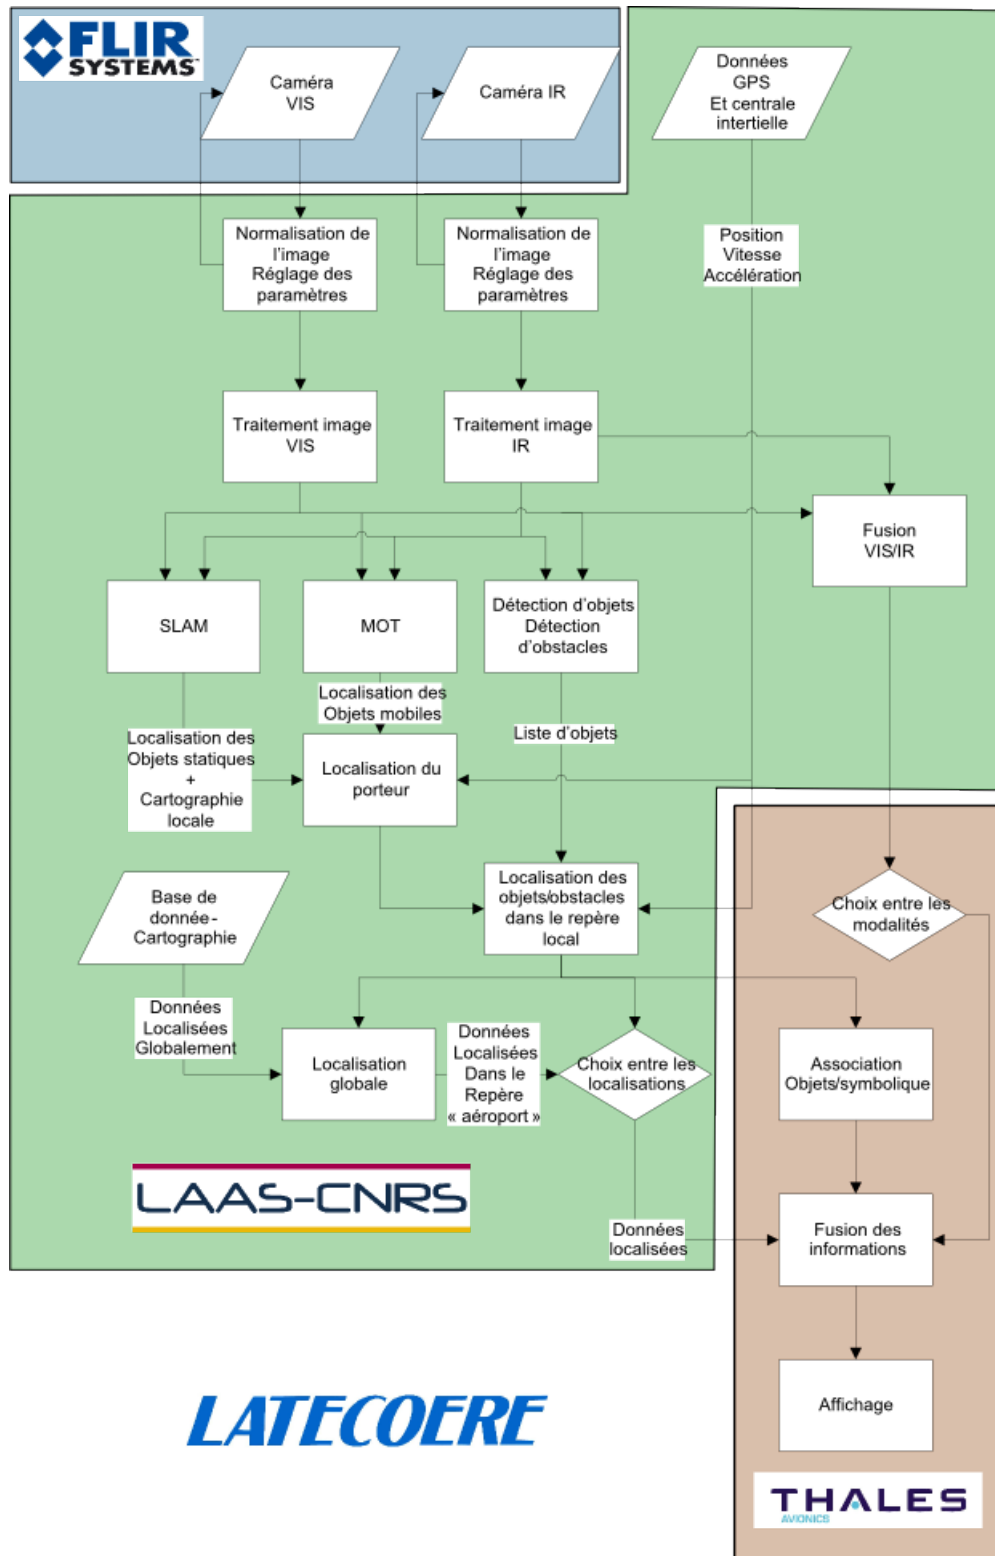 FLIR
SYSTEMS™
Caméra
VIS
Caméra IR
Données
GPS
Et centrale
intertielle
Normalisation de
l'image
Réglage des
paramètres
Normalisation de
l'image
Réglage des
paramètres
Position
Vitesse
Accélération
Traitement image
VIS
Traitement image
IR
Fusion
VIS/IR
SLAM
MOT
Détection d'objets
Détection
d'obstacles
Localisation des
Objets mobiles
Liste d'objets
Localisation des
Objets statiques
+
Cartographie
locale
Localisation du
porteur
Base de
donnée-
Cartographie
Localisation des
objets/obstacles
dans le repère
local
Choix entre les
modalités
Données
Localisées
Globalement
Localisation
globale
Données
Localisées
Dans le
Repère
« aéroport »
Choix entre les
localisations
Association
Objets/symbolique
LAAS-CNRS
Données
localisées
Fusion des
informations
Affichage
LATECOERE
THALES
AVIONICS